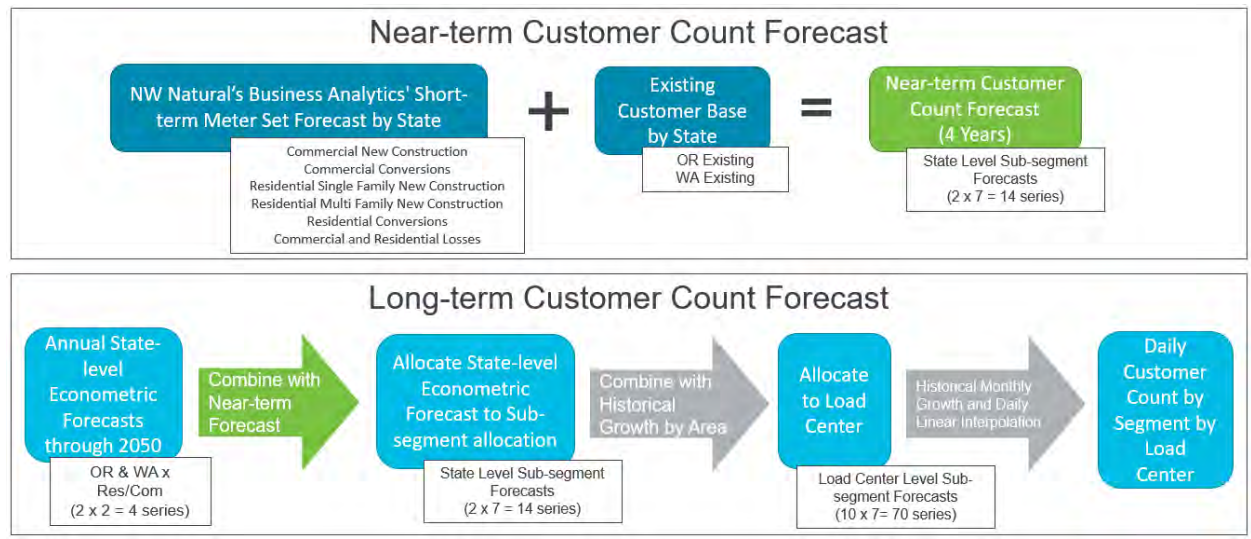 Near-term Customer Count Forecast
NW Natural's Business Analytics' Short-
term Meter Set Forecast by State
Commercial New Construction
Commercial Conversions
Residential Single Family New Construction
Residential Multi Family New Construction
Residential Conversions
Commercial and Residential Losses
+
Existing
Customer Base
by State
OR Existing
WA Existing
=
Near-term Customer
Count Forecast
(4 Years)
State Level Sub-segment
Forecasts
(2 x 7 = 14 series)
Long-term Customer Count Forecast
Annual State-
level
Econometric
Forecasts
through 2050
OR & WA x
Res/Com
(2 x 2 = 4 series)
Combine with
Near-term
Forecast
Allocate State-level
Econometric
Forecast to Sub-
segment allocation
State Level Sub-segment
Forecasts
(2 x 7 = 14 series)
Combine with
Historical
Growth by Area
Allocate
to Load
Center
Load Center Level Sub-
segment Forecasts
(10 x 7= 70 series)
Historical Monthly
Growth and Daily
Linear Interpolation
Daily
Customer
Count by
Segment by
Load
Center